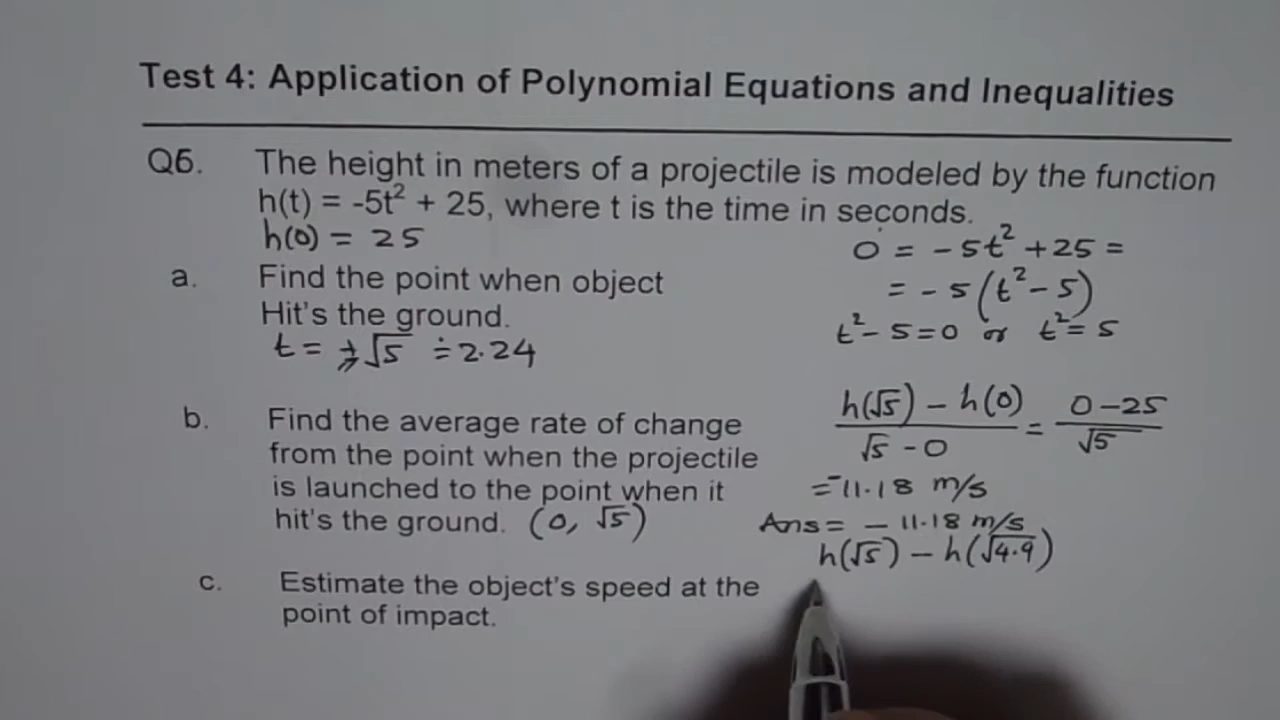 Test 4: Application of Polynomial Equations and Inequalities
Q6. The height in meters of a projectile is modeled by the function
h(t) = -5t² + 25, where t is the time in seconds.
h(0) = 25
0 = -5t² + 25 =
a. Find the point when object
= -5(t² - 5)
Hit's the ground.
t² - 5 = 0 or t² = 5
t = ±√5 ≑ 2.24
b. Find the average rate of change
from the point when the projectile
is launched to the point when it
hit's the ground. (0, √5)
h(√5) - h(0) = 0 - 25
√5 - 0 √5
= -11.18 m/s
Ans = - 11.18 m/s
h(√5) - h(√4.9)
c. Estimate the object's speed at the
point of impact.